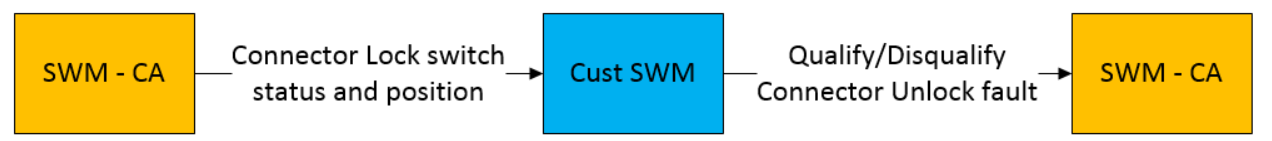 SWM - CA
Connector Lock switch
status and position
Cust SWM
Qualify/Disqualify
Connector Unlock fault
SWM - CA